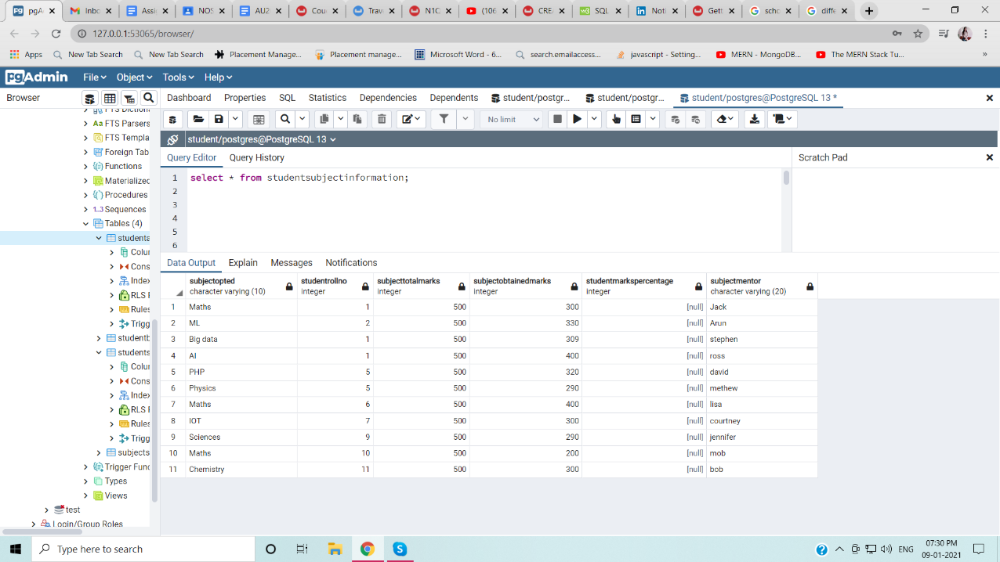 pgA
Inbo
Assig
NOS
AU2
Cou
Trav
N1C
(106
CRE
SQL
Noti
Gett
scho
diffe
127.0.0.1:53065/browser/
Apps
New Tab Search
New Tab Search
Placement Manage...
Placement manage...
Microsoft Word - 6...
search.emailaccess...
javascript - Setting...
MERN - MongoDB...
The MERN Stack Tu...
»
pgAdmin
File
Object
Tools
Help
Browser
Dashboard
Properties
SQL
Statistics
Dependencies
Dependents
student/postgr...
student/postgr...
student/postgres@PostgreSQL 13 *
No limit
student/postgres@PostgreSQL 13
Query Editor
Query History
Scratch Pad
1 select * from studentsubjectinformation;
2
3
4
5
6
FTS Diction
FTS Parsers
FTS Templa
Foreign Tab
Functions
Materialized
Procedures
1..3 Sequences
Tables (4)
studenta
Colur
Cons
Index
RLS F
Rules
Trigg
studentb
students
Colur
Cons
Index
RLS F
Rules
Trigg
subjects
Trigger Func
Types
Views
test
Login/Group Roles
Data Output
Explain
Messages
Notifications
subjectopted character varying (10)
studentrollno integer
subjecttotalmarks integer
subjectobtainedmarks integer
studentmarkspercentage integer
subjectmentor character varying (20)
1 Maths 1 500 300 [null] Jack
2 ML 2 500 330 [null] Arun
3 Big data 1 500 309 [null] stephen
4 AI 1 500 400 [null] ross
5 PHP 5 500 320 [null] david
6 Physics 5 500 290 [null] methew
7 Maths 6 500 400 [null] lisa
8 IOT 7 500 300 [null] courtney
9 Sciences 9 500 290 [null] jennifer
10 Maths 10 500 200 [null] mob
11 Chemistry 11 500 300 [null] bob
Type here to search
ENG
07:30 PM
09-01-2021